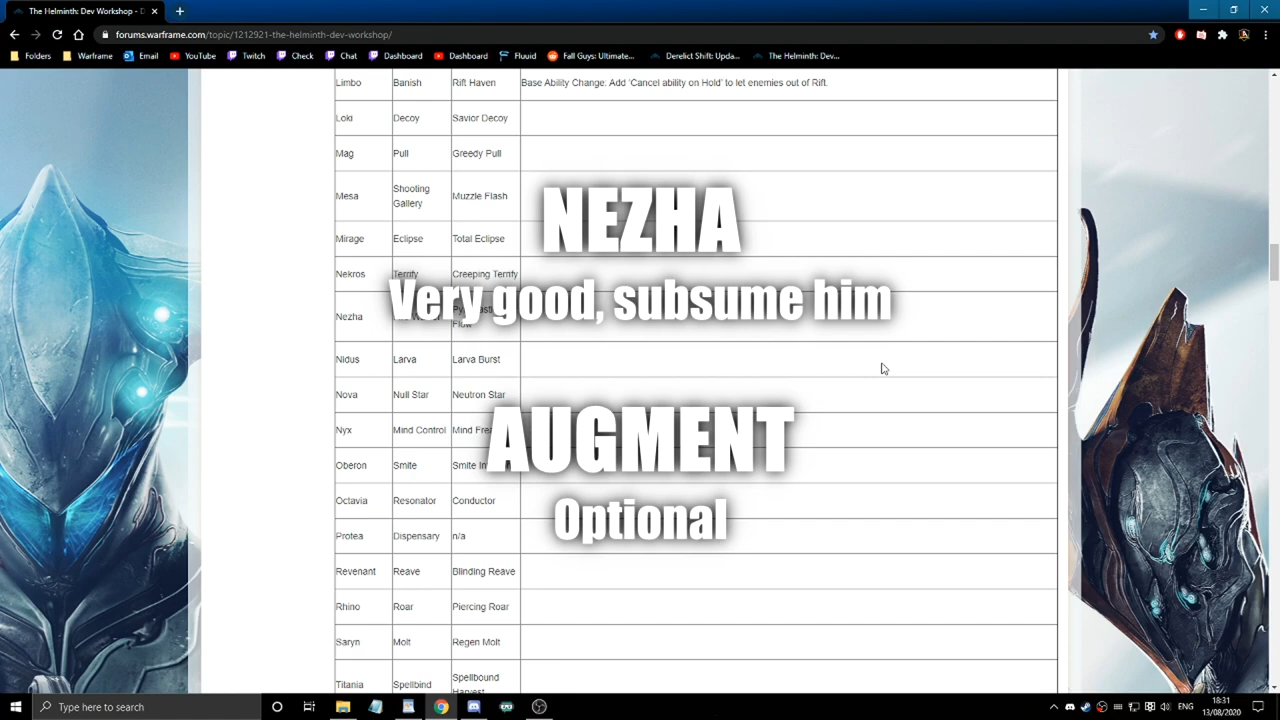 The Helminth: Dev Workshop - D
forums.warframe.com/topic/1212921-the-helminth-dev-workshop/
Folders Warframe Email YouTube Twitch Check Chat Dashboard Dashboard Fluuid Fall Guys: Ultimate... Derelict Shift: Upda... The Helminth: Dev...
Limbo Banish Rift Haven Base Ability Change: Add 'Cancel ability on Hold' to let enemies out of Rift.
Loki Decoy Savior Decoy
Mag Pull Greedy Pull
Mesa Shooting Gallery Muzzle Flash
NEZHA
Mirage Eclipse Total Eclipse
Nekros Terrify Creeping Terrify
Very good, subsume him
Nezha
Nidus Larva Larva Burst
Nova Null Star Neutron Star
Nyx Mind Control Mind
AUGMENT
Oberon Smite Smite
Octavia Resonator Conductor
Optional
Protea Dispensary n/a
Revenant Reave Blinding Reave
Rhino Roar Piercing Roar
Saryn Molt Regen Molt
Titania Spellbind Spellbound
Harvest
Type here to search
ENG
18:31
13/08/2020